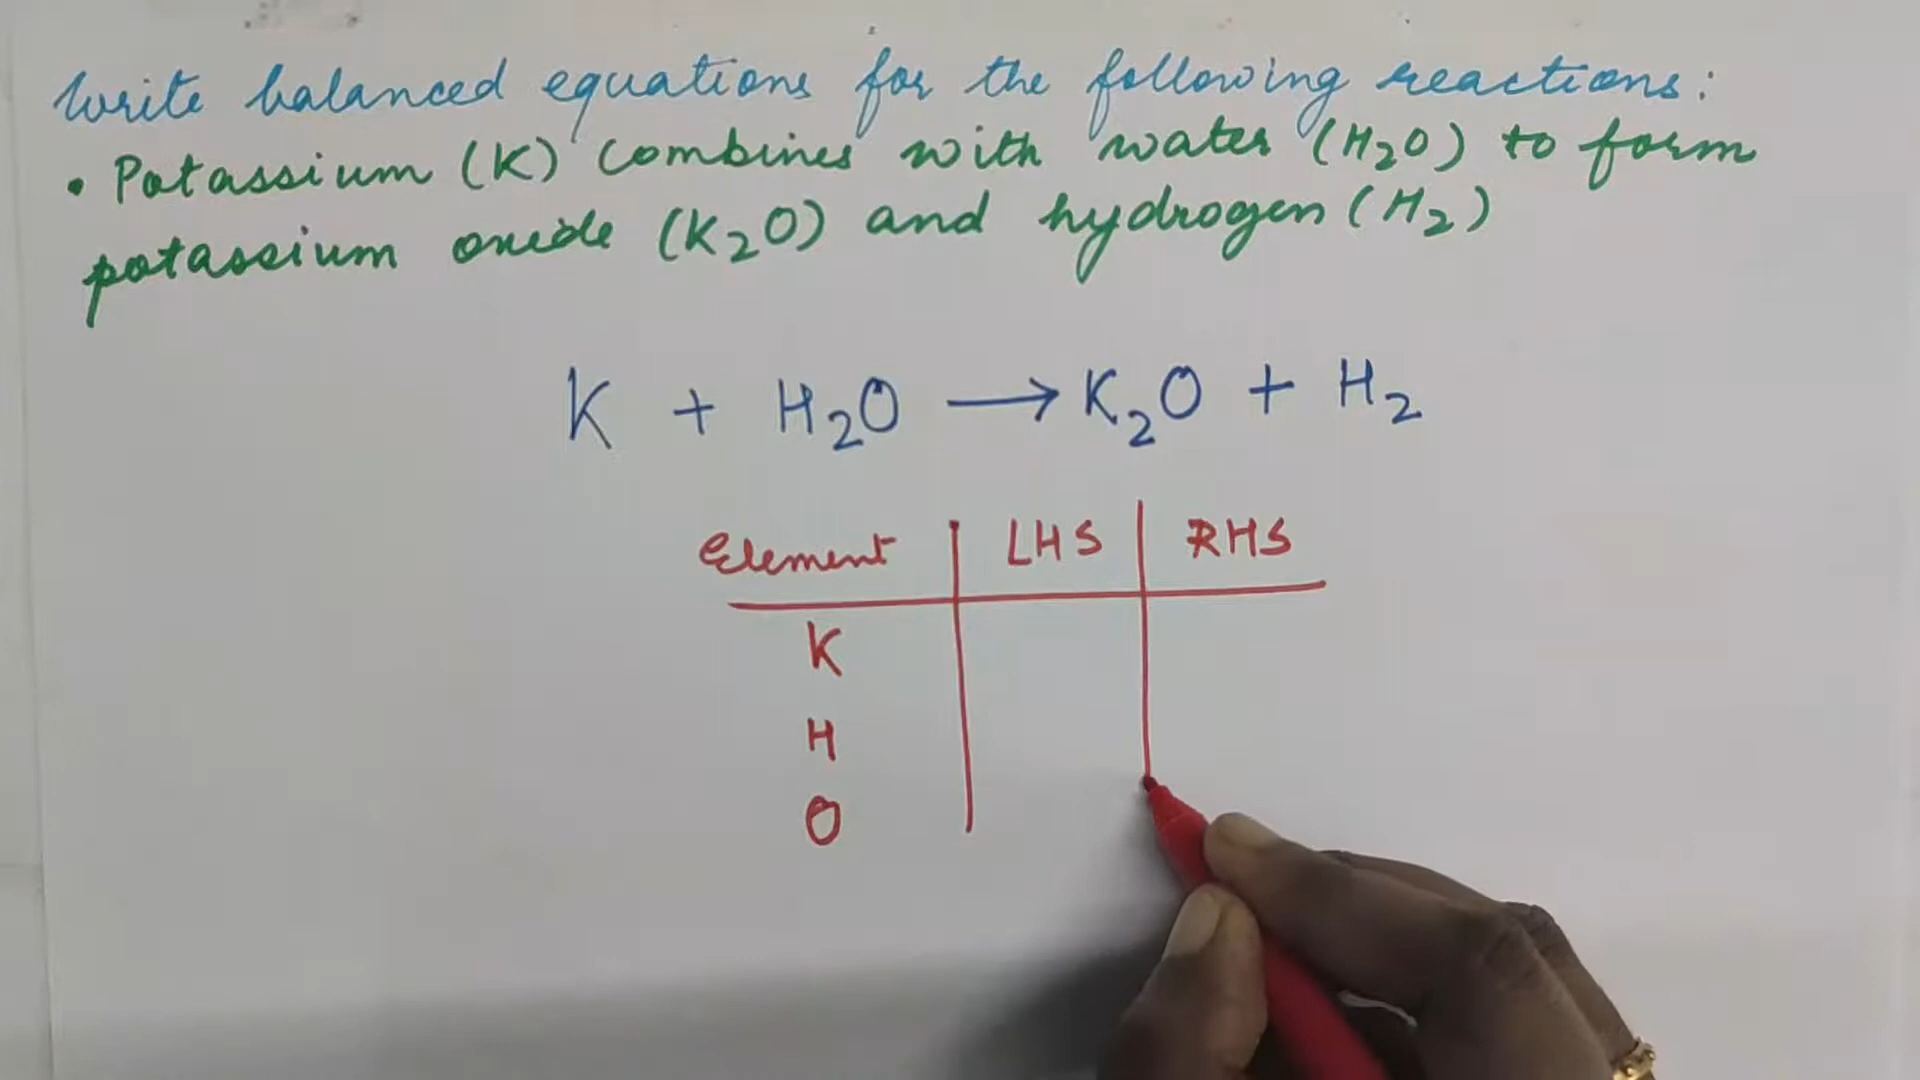 Write balanced equations for the following reactions:
• Potassium (K) combines with water (H2O) to form
potassium oxide (K2O) and hydrogen (H2)
K + H2O → K2O + H2
Element LHS RHS
K
H
O